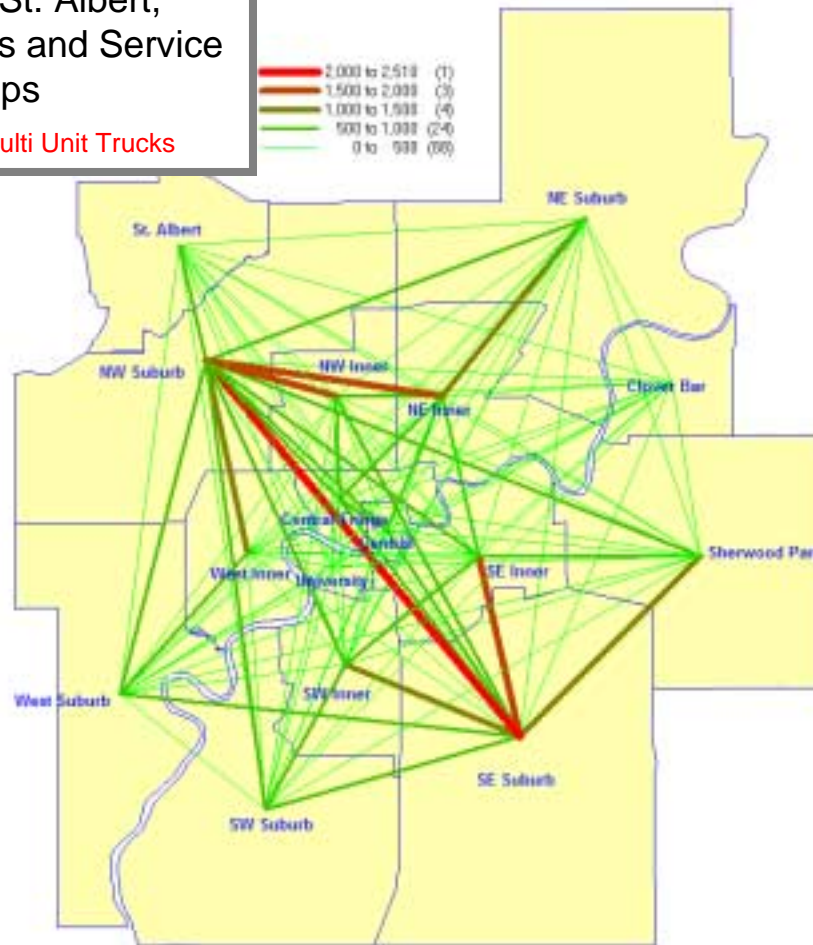 St. Albert,
s and Service
ps
ulti Unit Trucks
2,000 to 2,510 (1)
1,500 to 2,000 (3)
1,000 to 1,500 (4)
500 to 1,000 (24)
0 to 500 (88)
NE Suburb
St. Albert
NW Suburb
NW Inner
NE Inner
Clover Bar
Central Fringe
Central
West Inner
University
SE Inner
Sherwood Par
West Suburb
SW Inner
SE Suburb
SW Suburb